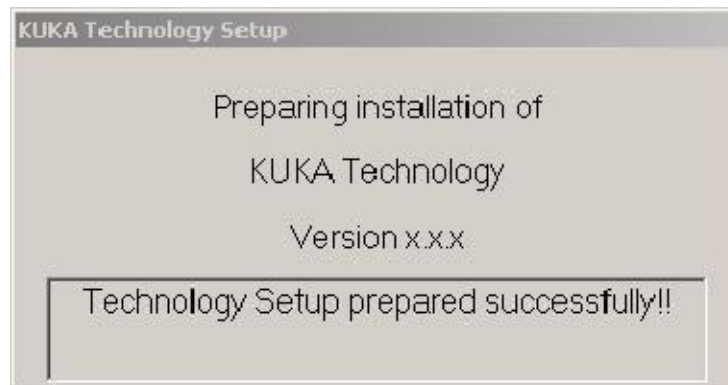 KUKA Technology Setup
Preparing installation of
KUKA Technology
Version x.x.x
Technology Setup prepared successfully!!